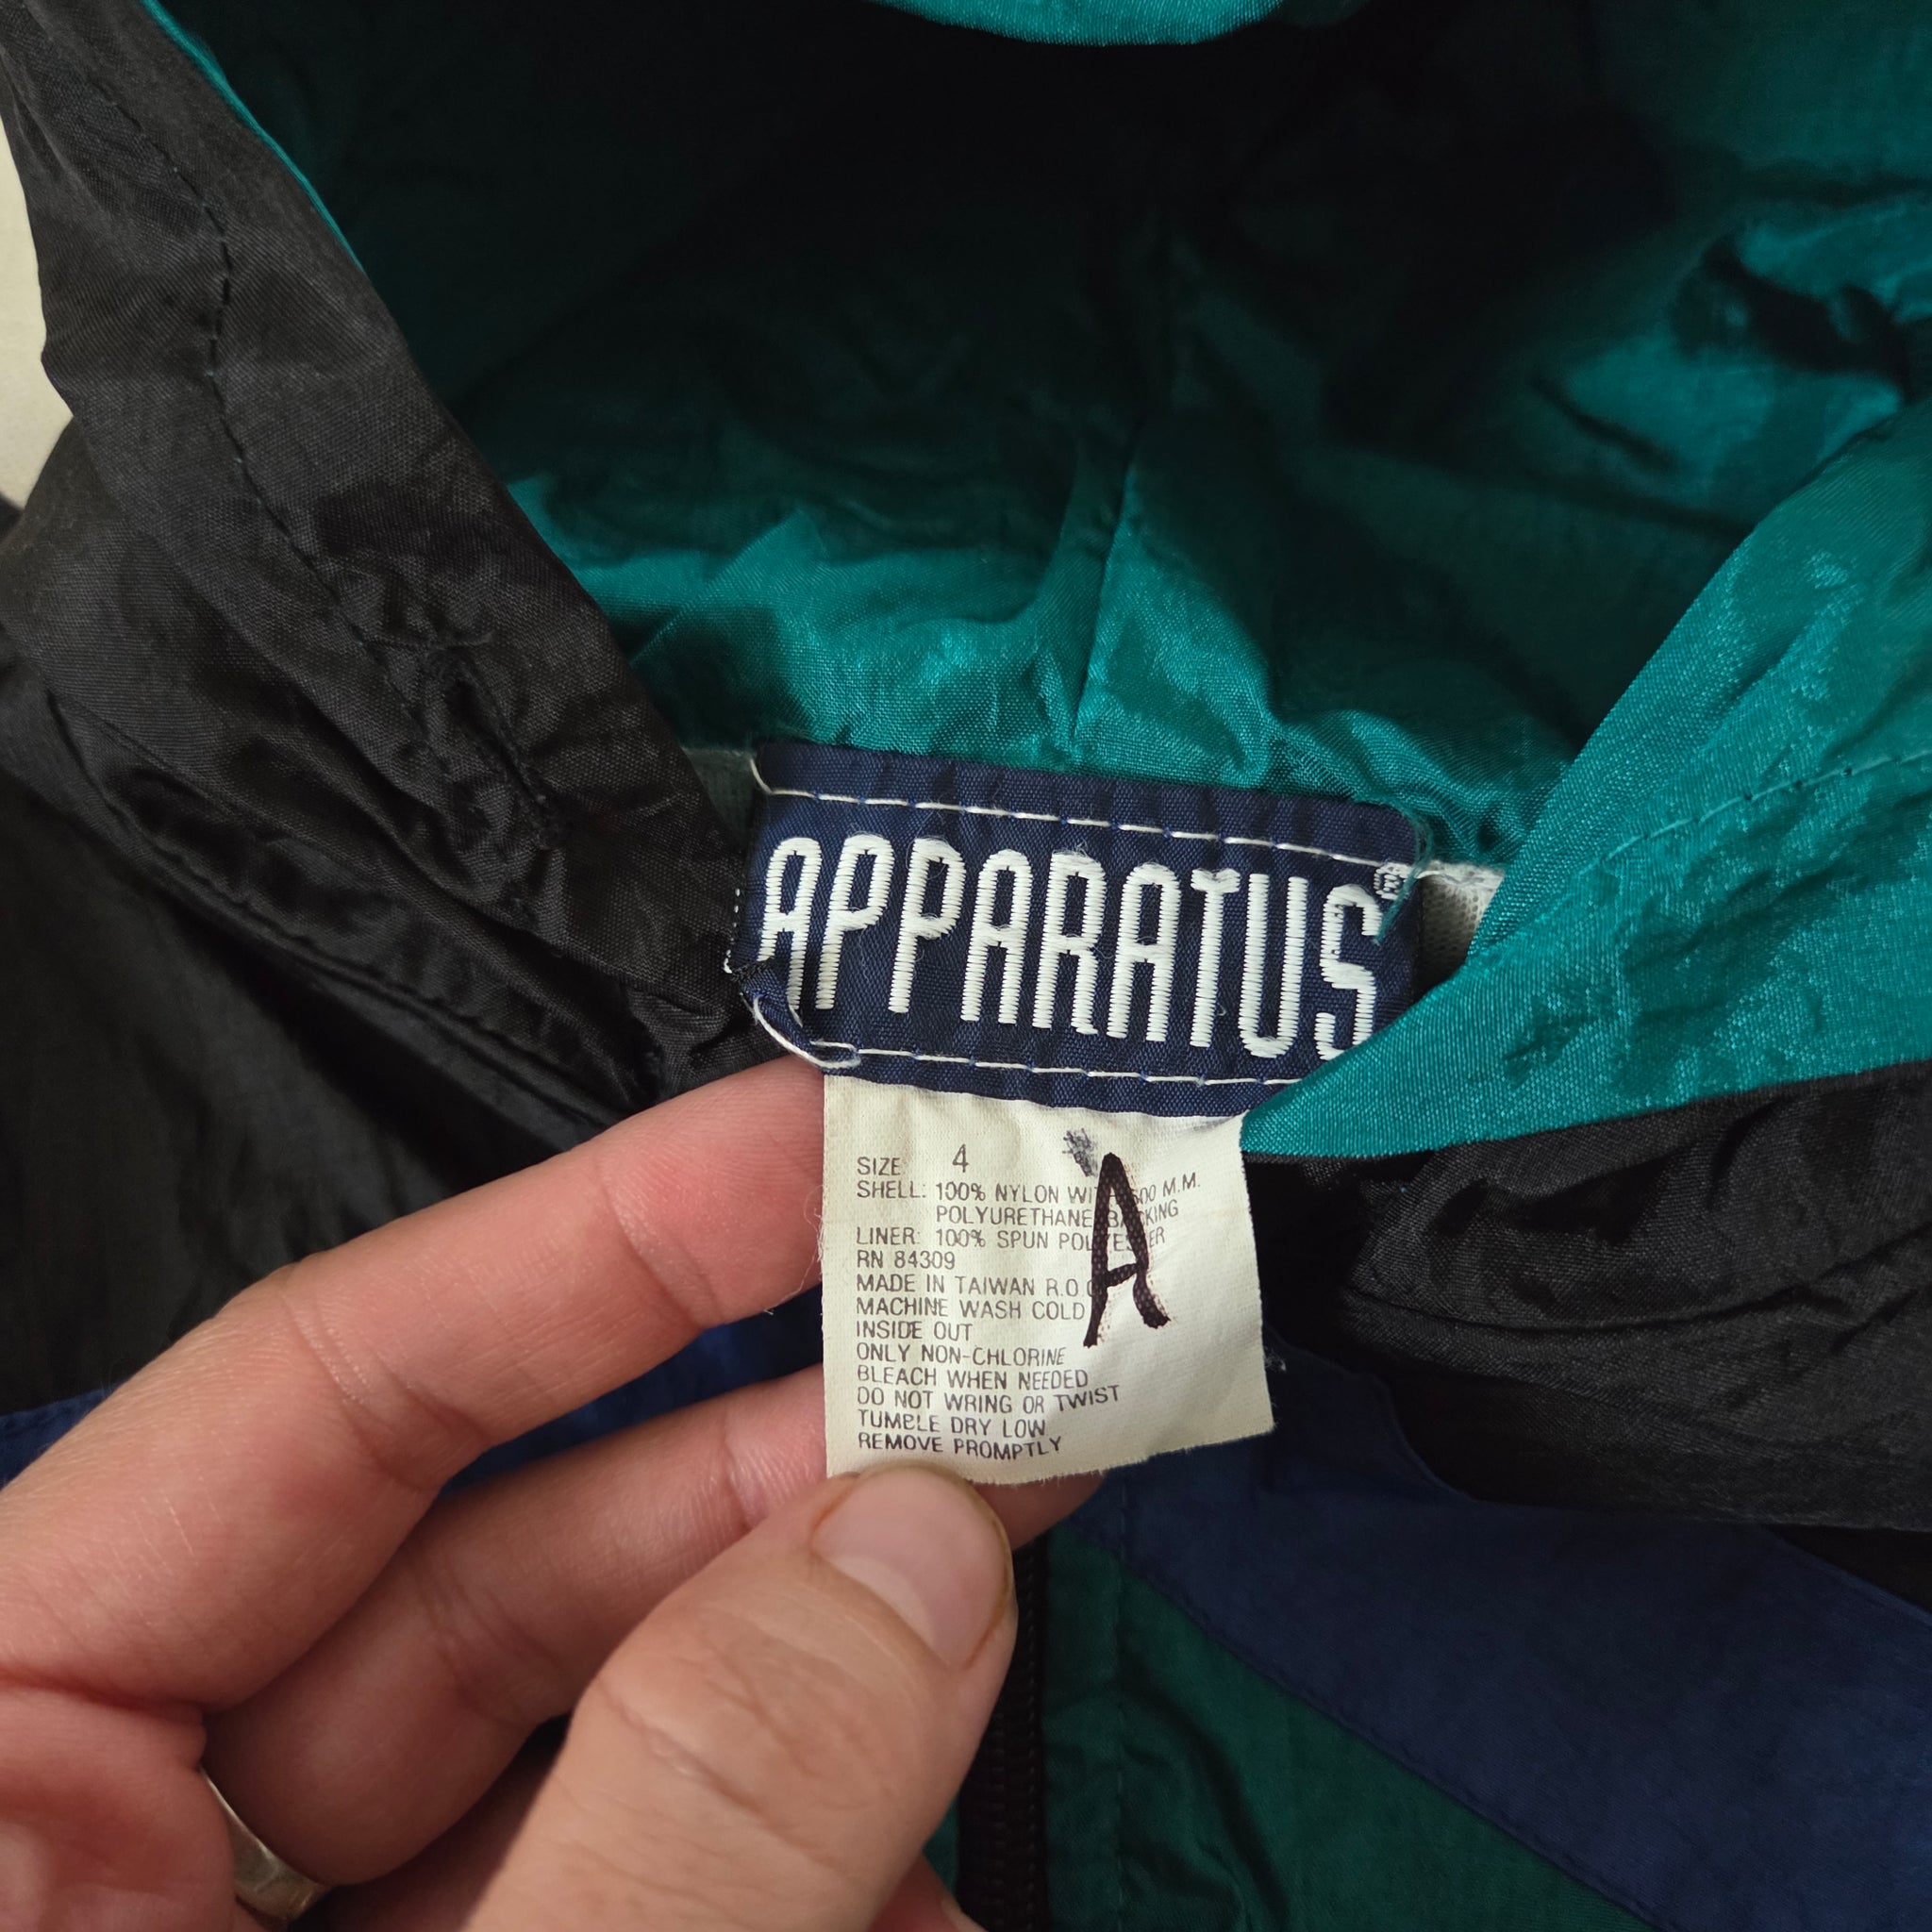 APPARATUS®
SIZE: 4
SHELL: 100% NYLON M.M.
POLYURETHANE BACKING
LINER: 100% SPUN POLYESTER
RN 84309
MADE IN TAIWAN R.O.C
MACHINE WASH COLD
INSIDE OUT
ONLY NON-CHLORINE
BLEACH WHEN NEEDED
DO NOT WRING OR TWIST
TUMBLE DRY LOW
REMOVE PROMPTLY
A